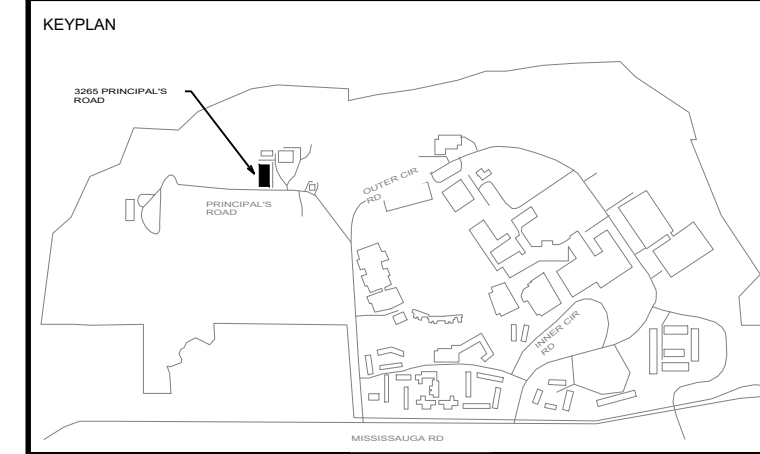 KEYPLAN
3265 PRINCIPAL'S
ROAD
OUTER CIR
RD
PRINCIPAL'S
ROAD
INNER CIR
RD
MISSISSAUGA RD